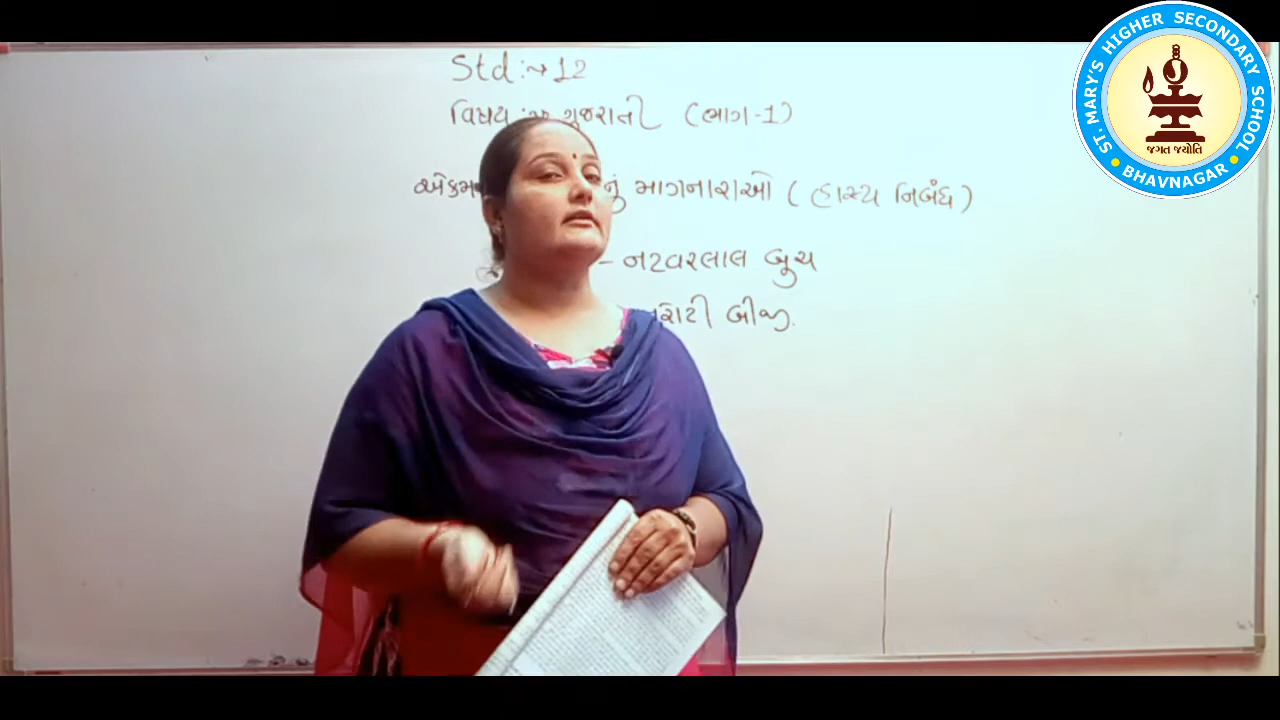 Std :→ 12
વિષય :→ ગુજરાતી (ભાગ-1)
નું માગનારાઓ (હાસ્ય નિબંધ)
- નટવરલાલ બુચ
બીજી.
ST. MARY'S HIGHER SECONDARY SCHOOL
જગત જ્યોતિ
BHAVNAGAR